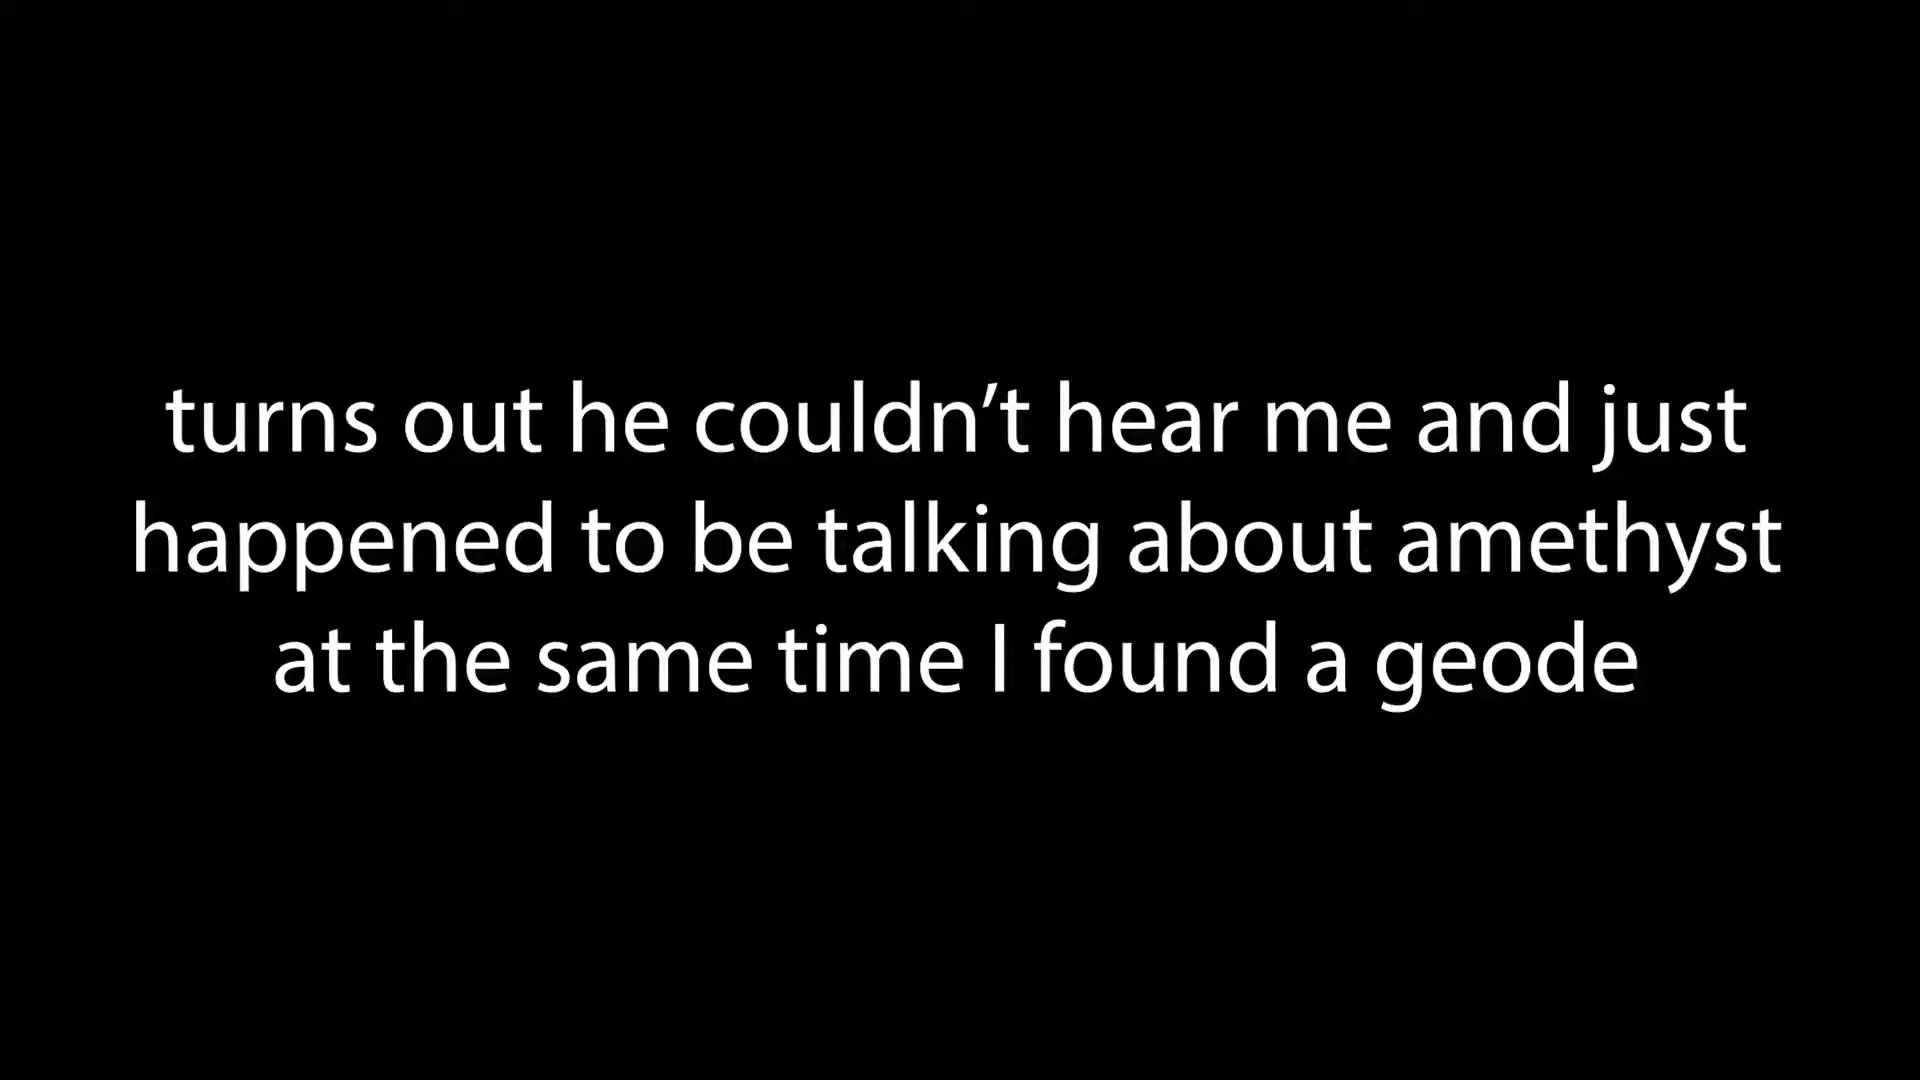 turns out he couldn’t hear me and just
happened to be talking about amethyst
at the same time I found a geode